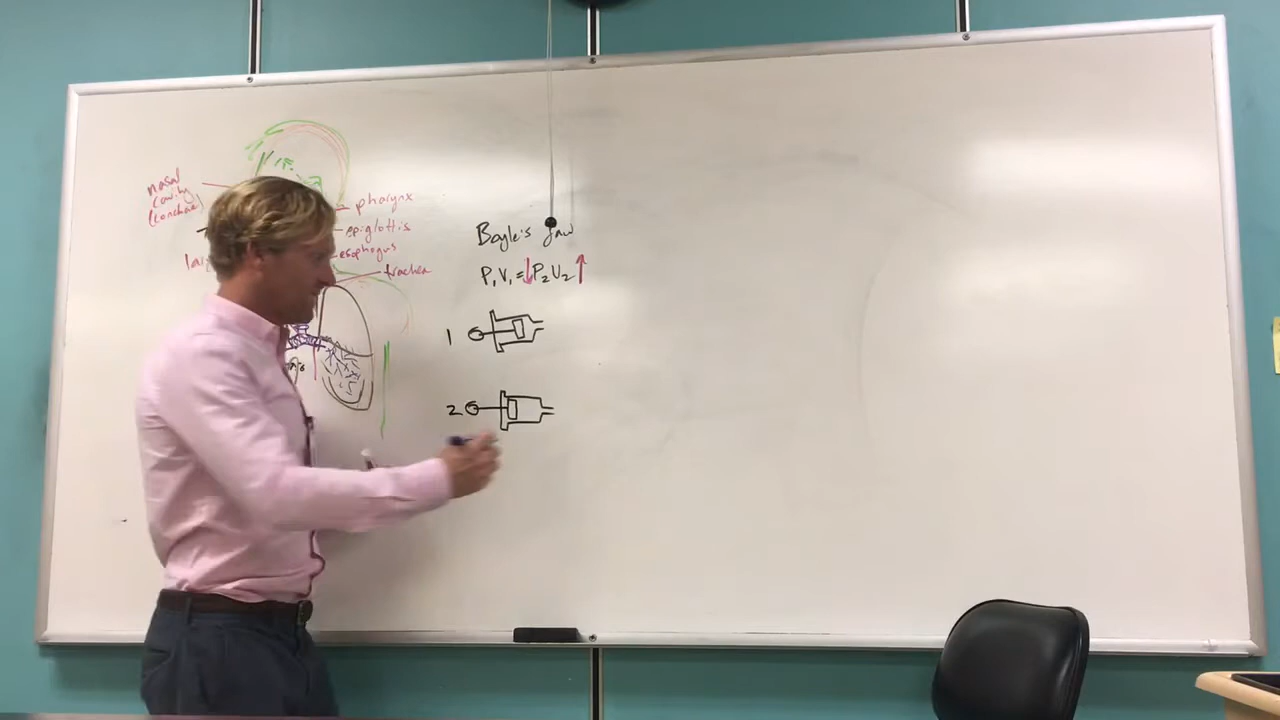 nasal
cavity
(conchae)
pharynx
epiglottis
esophagus
trachea
Boyle's Law
P₁V₁ = ↓P₂V₂ ↑
1
2